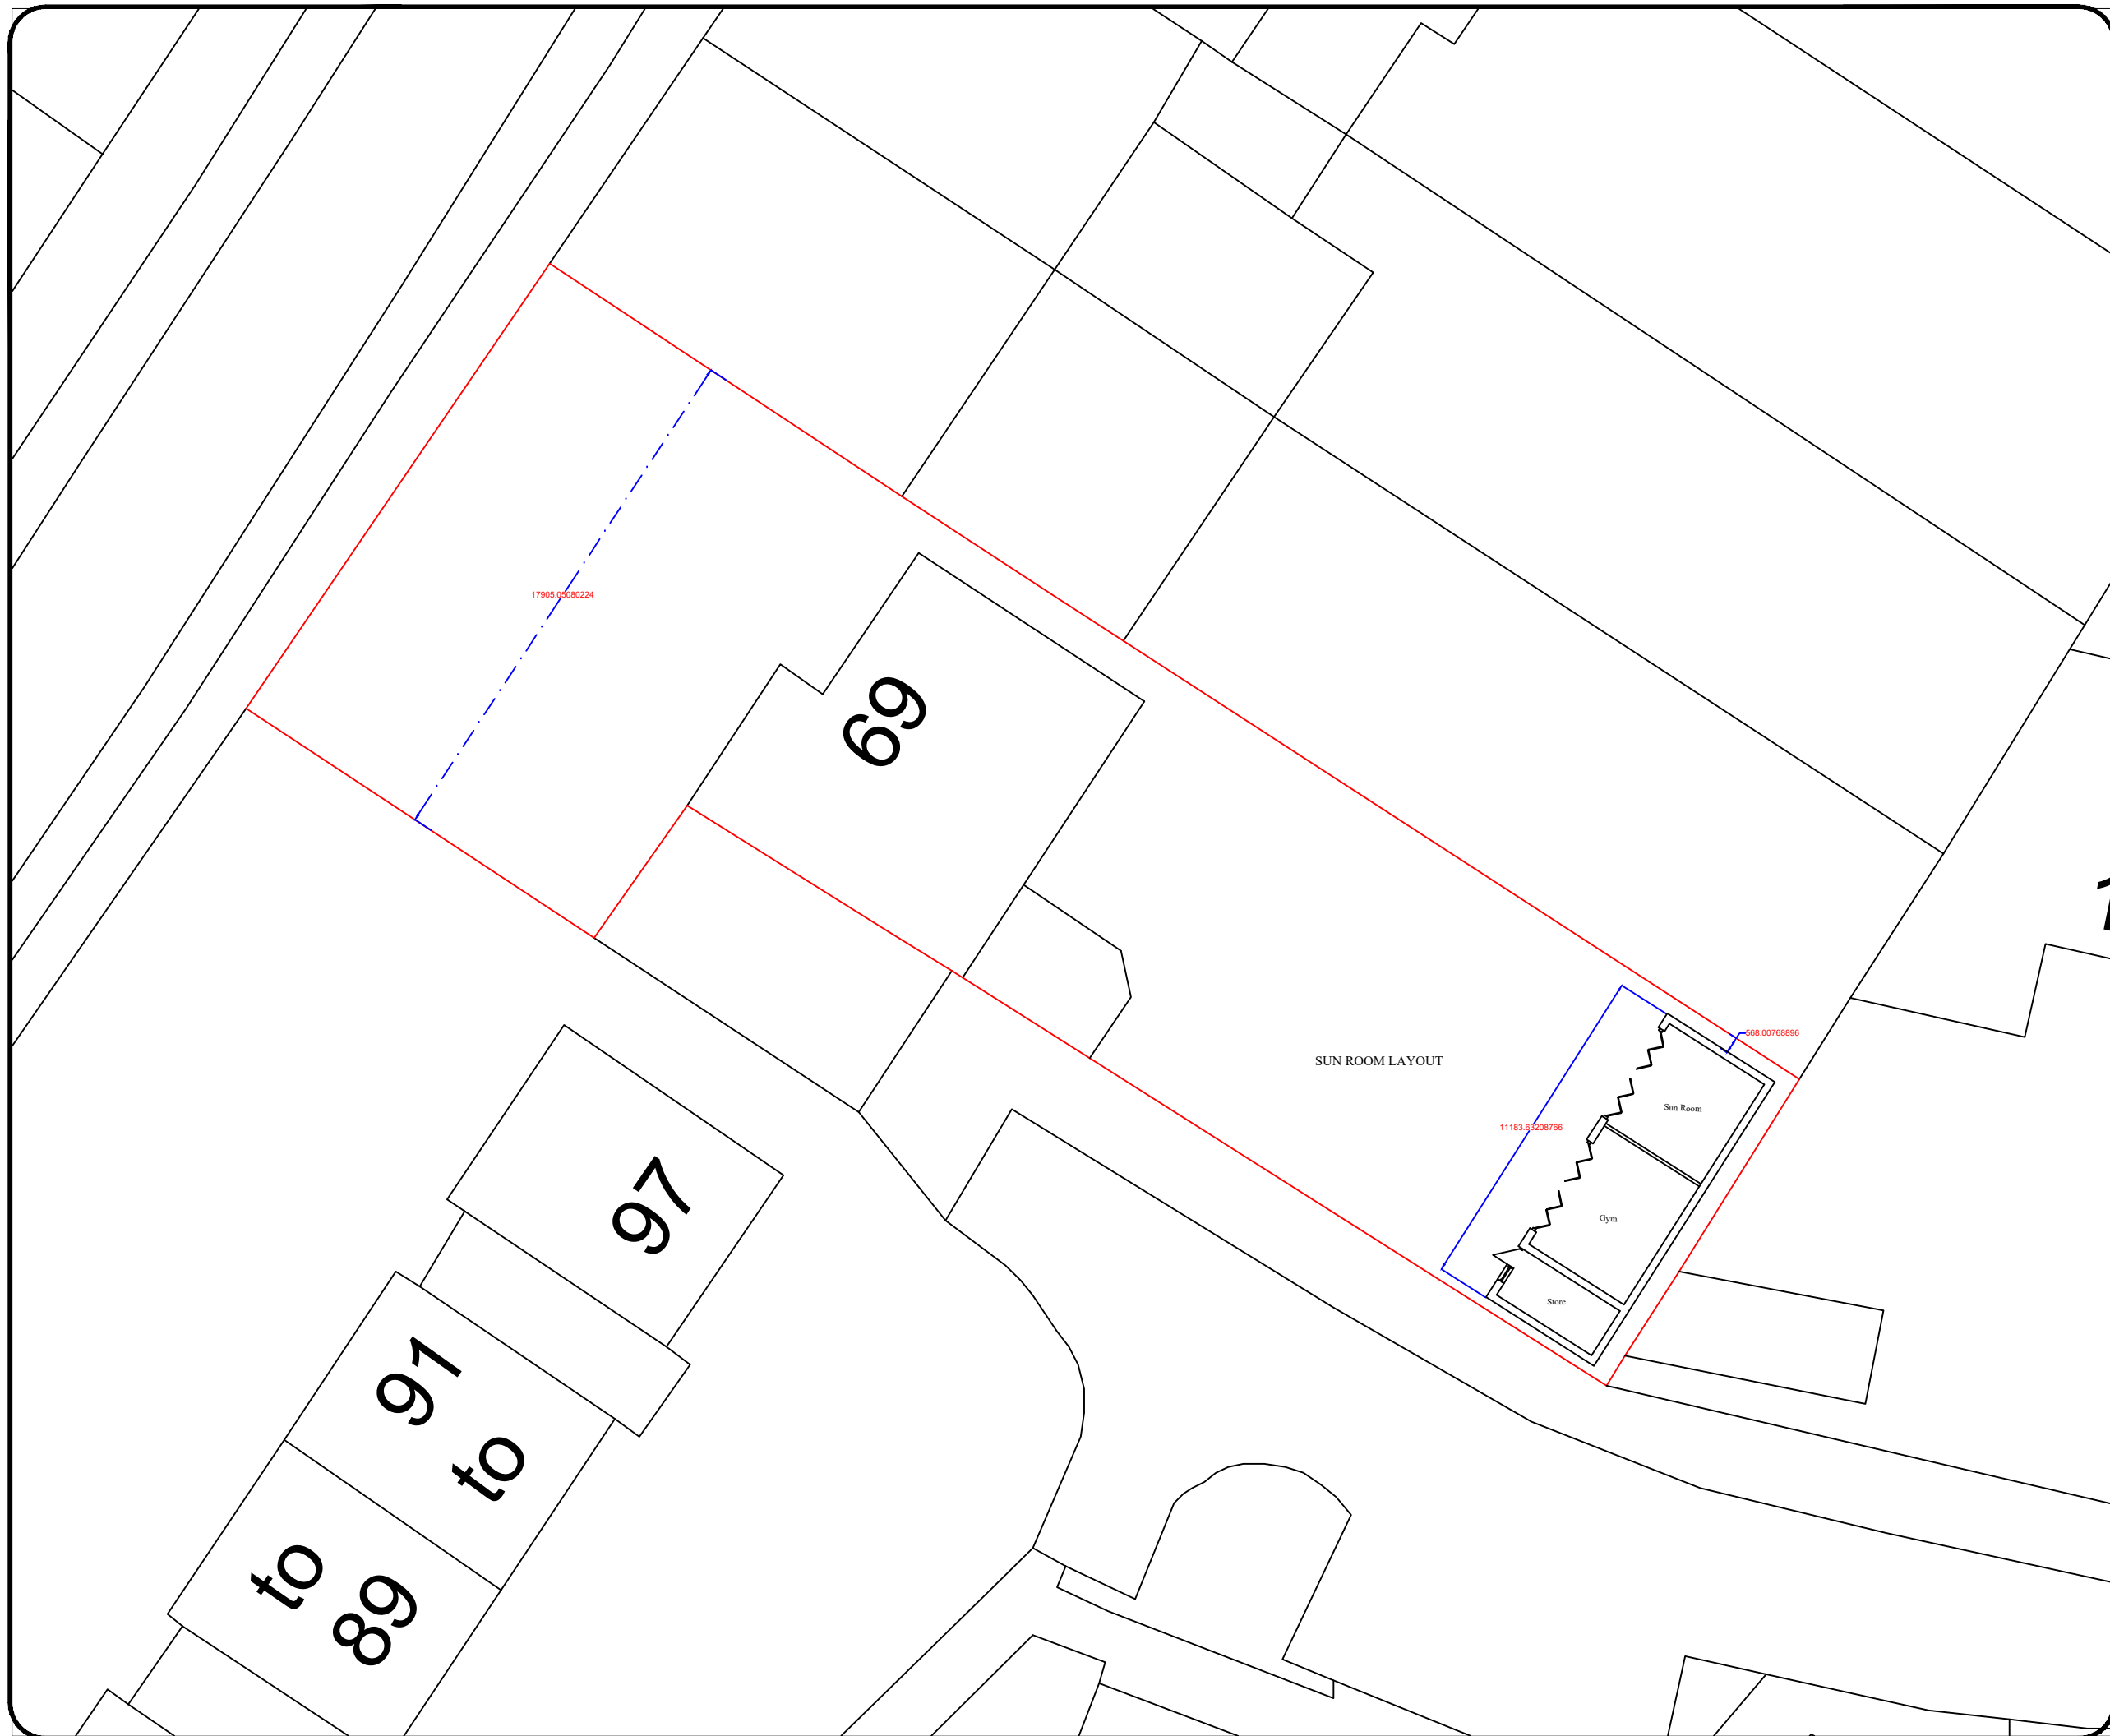 17905.05080224
69
SUN ROOM LAYOUT
568.00768896
Sun Room
11183.63208766
Gym
Store
97
91
to
to
89